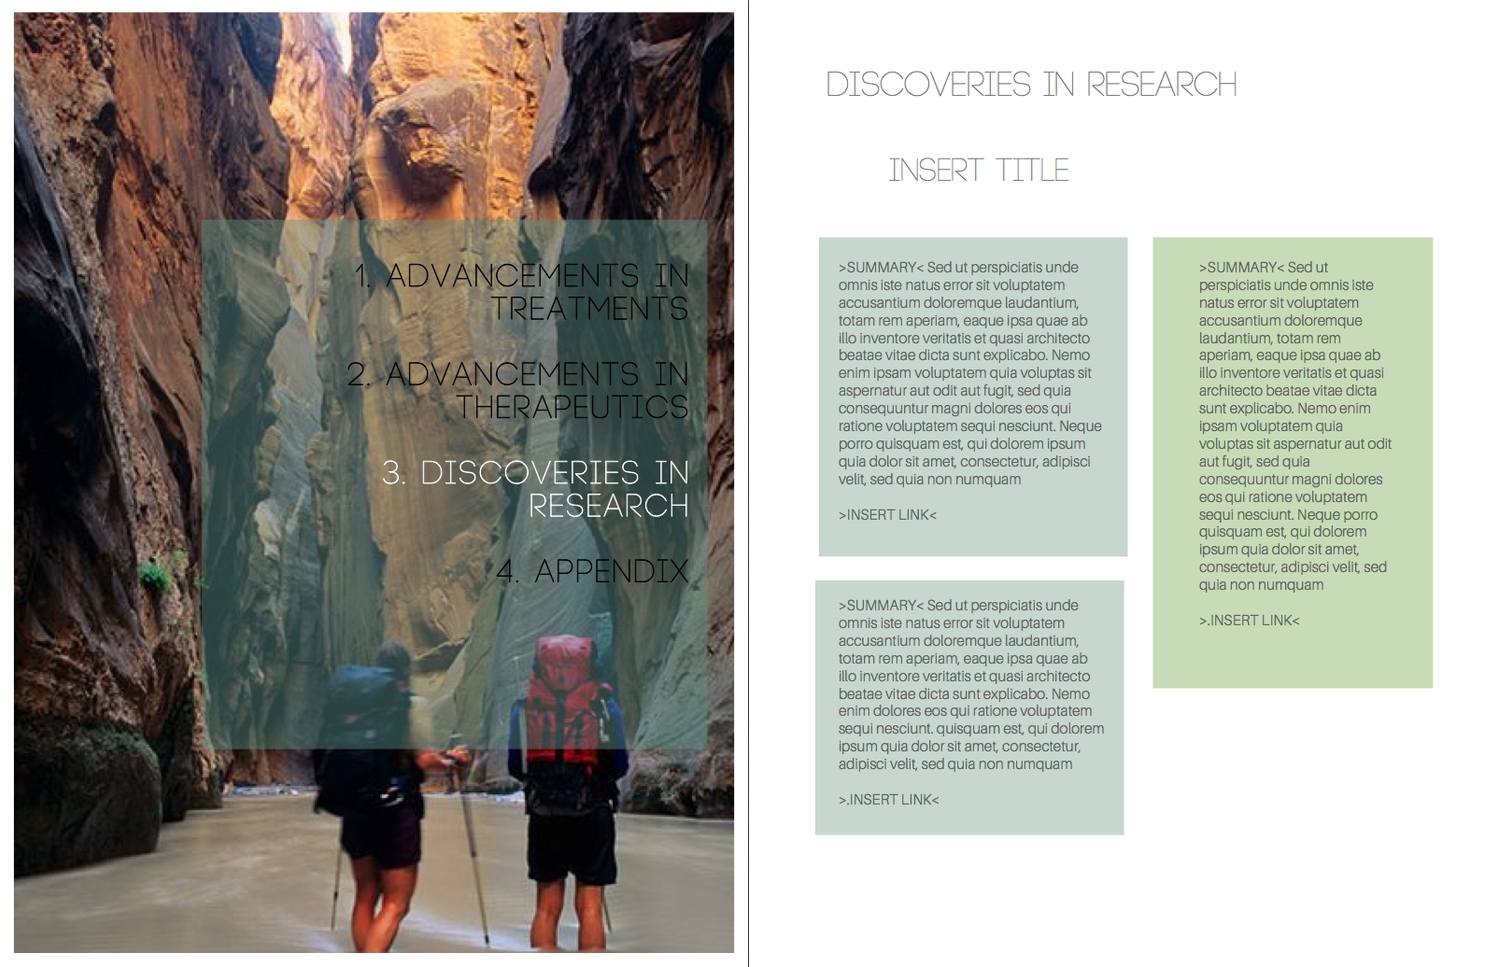 1. ADVANCEMENTS IN
TREATMENTS
2. ADVANCEMENTS IN
THERAPEUTICS
3. DISCOVERIES IN
RESEARCH
4. APPENDIX
DISCOVERIES IN RESEARCH
INSERT TITLE
>SUMMARY< Sed ut perspiciatis unde
omnis iste natus error sit voluptatem
accusantium doloremque laudantium,
totam rem aperiam, eaque ipsa quae ab
illo inventore veritatis et quasi architecto
beatae vitae dicta sunt explicabo. Nemo
enim ipsam voluptatem quia voluptas sit
aspernatur aut odit aut fugit, sed quia
consequuntur magni dolores eos qui
ratione voluptatem sequi nesciunt. Neque
porro quisquam est, qui dolorem ipsum
quia dolor sit amet, consectetur, adipisci
velit, sed quia non numquam
>INSERT LINK<
>SUMMARY< Sed ut perspiciatis unde
omnis iste natus error sit voluptatem
accusantium doloremque laudantium,
totam rem aperiam, eaque ipsa quae ab
illo inventore veritatis et quasi architecto
beatae vitae dicta sunt explicabo. Nemo
enim dolores eos qui ratione voluptatem
sequi nesciunt. quisquam est, qui dolorem
ipsum quia dolor sit amet, consectetur,
adipisci velit, sed quia non numquam
>.INSERT LINK<
>SUMMARY< Sed ut
perspiciatis unde omnis iste
natus error sit voluptatem
accusantium doloremque
laudantium, totam rem
aperiam, eaque ipsa quae ab
illo inventore veritatis et quasi
architecto beatae vitae dicta
sunt explicabo. Nemo enim
ipsam voluptatem quia
voluptas sit aspernatur aut odit
aut fugit, sed quia
consequuntur magni dolores
eos qui ratione voluptatem
sequi nesciunt. Neque porro
quisquam est, qui dolorem
ipsum quia dolor sit amet,
consectetur, adipisci velit, sed
quia non numquam
>.INSERT LINK<